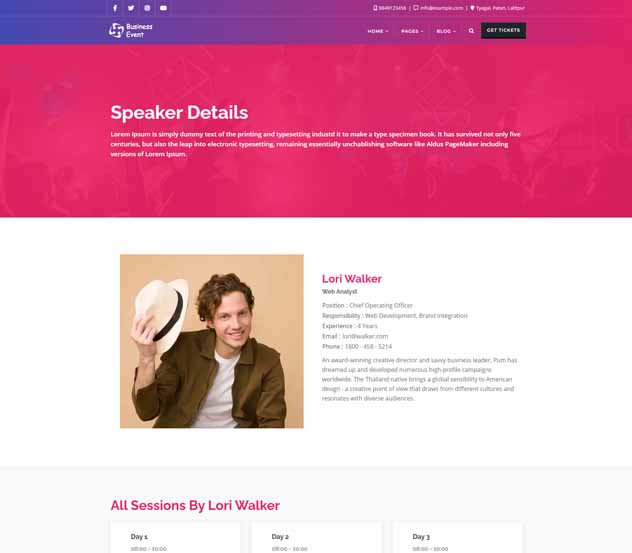 9849123456 | info@example.com | Tyagal, Patan, Lalitpur
Business
Event
HOME PAGES BLOG GET TICKETS
Speaker Details
Lorem Ipsum is simply dummy text of the printing and typesetting industd it to make a type specimen book. It has survived not only five
centuries, but also the leap into electronic typesetting, remaining essentially unchablishing software like Aldus PageMaker including
versions of Lorem Ipsum.
Lori Walker
Web Analyst
Position : Chief Operating Officer
Responsibility : Web Development, Brand Integration
Experience : 4 Years
Email : lori@walker.com
Phone : 1800 - 458 - 5214
An award-winning creative director and savvy business leader, Pum has
dreamed up and developed numerous high-profile campaigns
worldwide. The Thailand native brings a global sensibility to American
design - a creative point of view that draws from different cultures and
resonates with diverse audiences.
All Sessions By Lori Walker
Day 1
08:00 - 10:00
Day 2
08:00 - 10:00
Day 3
08:00 - 10:00